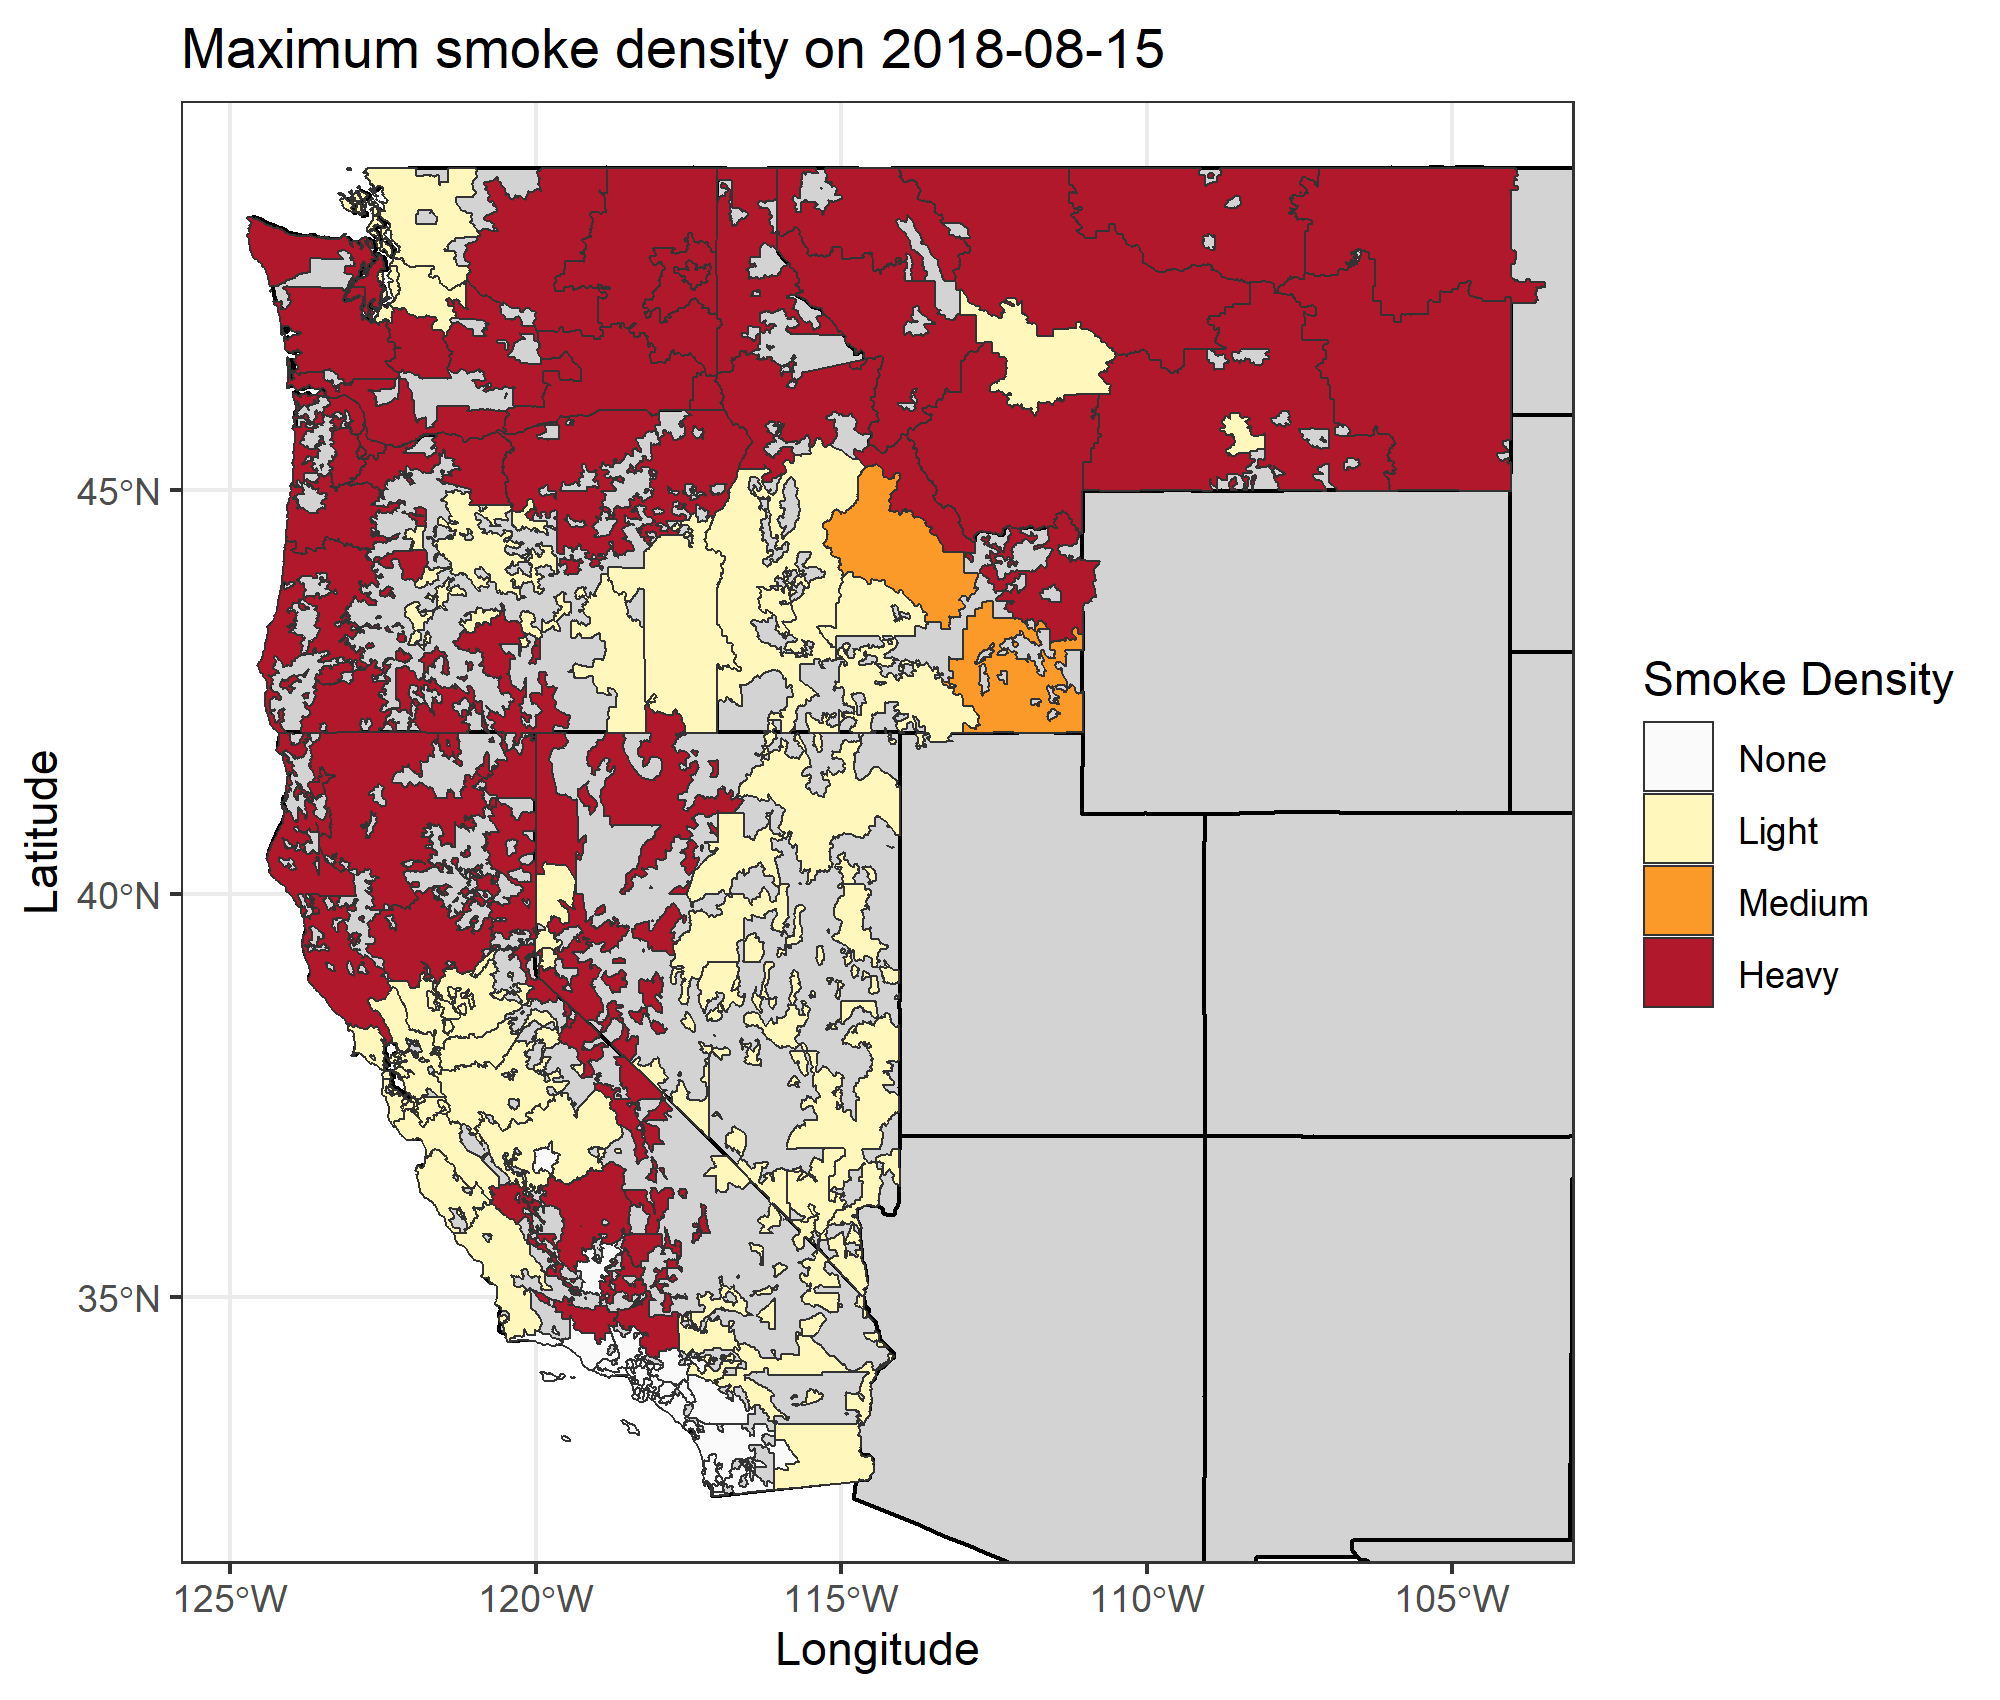 Maximum smoke density on 2018-08-15
45°N
40°N
35°N
Latitude
125°W
120°W
115°W
110°W
105°W
Longitude
Smoke Density
None
Light
Medium
Heavy